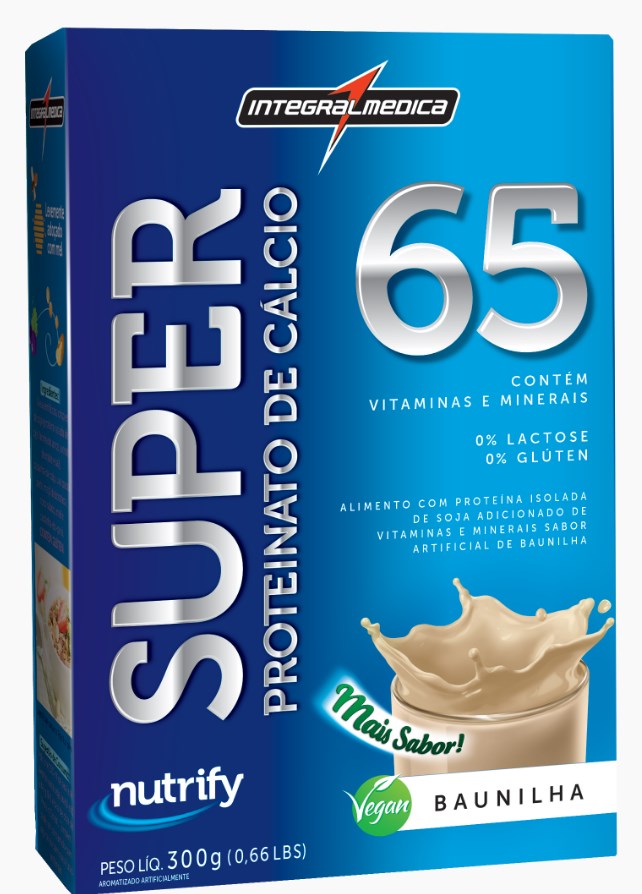 INTEGRALMEDICA
SUPER
PROTEINATO DE CÁLCIO
65
CONTÉM
VITAMINAS E MINERAIS
0% LACTOSE
0% GLÚTEN
ALIMENTO COM PROTEÍNA ISOLADA
DE SOJA ADICIONADO DE
VITAMINAS E MINERAIS SABOR
ARTIFICIAL DE BAUNILHA
Mais Sabor!
Vegan
BAUNILHA
nutrify
PESO LÍQ. 300g (0,66 LBS)
AROMATIZADO ARTIFICIALMENTE
INTEGRALMEDICA